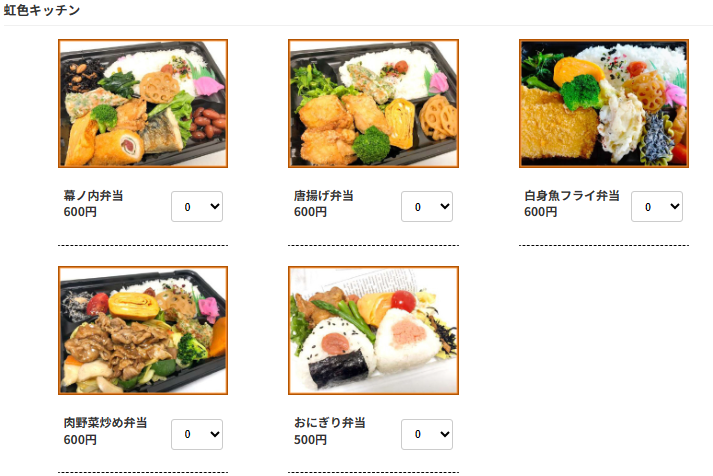 虹色キッチン
幕ノ内弁当
600円
0
唐揚げ弁当
600円
0
白身魚フライ弁当
600円
0
肉野菜炒め弁当
600円
0
おにぎり弁当
500円
0